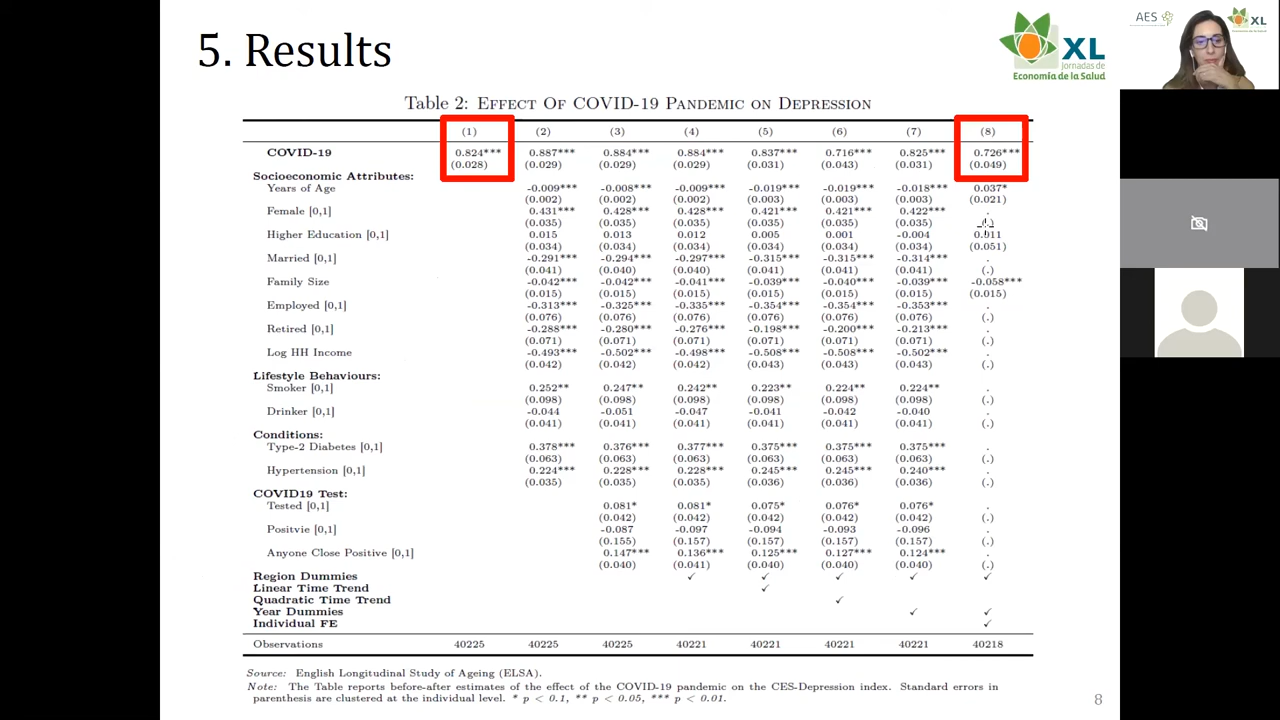 5. Results
XL
Jornadas de
Economía de la Salud
AES
XL
Economía de la Salud
Table 2: Effect Of COVID-19 Pandemic on Depression
(1) (2) (3) (4) (5) (6) (7) (8)
COVID-19 0.824*** 0.887*** 0.884*** 0.884*** 0.837*** 0.716*** 0.825*** 0.726***
(0.028) (0.029) (0.029) (0.029) (0.031) (0.043) (0.031) (0.049)
Socioeconomic Attributes:
Years of Age -0.009*** -0.008*** -0.009*** -0.019*** -0.019*** -0.018*** 0.037*
(0.002) (0.002) (0.002) (0.003) (0.003) (0.003) (0.021)
Female [0,1] 0.431*** 0.428*** 0.428*** 0.421*** 0.421*** 0.422*** .
(0.035) (0.035) (0.035) (0.035) (0.035) (0.035)
Higher Education [0,1] 0.015 0.013 0.012 0.005 0.001 -0.004 0.011
(0.034) (0.034) (0.034) (0.034) (0.034) (0.034) (0.051)
Married [0,1] -0.291*** -0.294*** -0.297*** -0.315*** -0.315*** -0.314*** .
(0.041) (0.040) (0.040) (0.041) (0.041) (0.041) (.)
Family Size -0.042*** -0.042*** -0.041*** -0.039*** -0.040*** -0.039*** -0.058***
(0.015) (0.015) (0.015) (0.015) (0.015) (0.015) (0.015)
Employed [0,1] -0.313*** -0.325*** -0.335*** -0.354*** -0.354*** -0.353*** .
(0.076) (0.076) (0.076) (0.076) (0.076) (0.076) (.)
Retired [0,1] -0.288*** -0.280*** -0.276*** -0.198*** -0.200*** -0.213*** .
(0.071) (0.071) (0.071) (0.071) (0.071) (0.071) (.)
Log HH Income -0.493*** -0.502*** -0.498*** -0.508*** -0.508*** -0.502*** .
(0.042) (0.042) (0.042) (0.043) (0.043) (0.043) (.)
Lifestyle Behaviours:
Smoker [0,1] 0.252** 0.247** 0.242** 0.223** 0.224** 0.224** .
(0.098) (0.098) (0.098) (0.098) (0.098) (0.098) (.)
Drinker [0,1] -0.044 -0.051 -0.047 -0.041 -0.042 -0.040 .
(0.041) (0.041) (0.041) (0.041) (0.041) (0.041) (.)
Conditions:
Type-2 Diabetes [0,1] 0.378*** 0.376*** 0.377*** 0.375*** 0.375*** 0.375*** .
(0.063) (0.063) (0.063) (0.063) (0.063) (0.063) (.)
Hypertension [0,1] 0.224*** 0.228*** 0.228*** 0.245*** 0.245*** 0.240*** .
(0.035) (0.035) (0.035) (0.036) (0.036) (0.036) (.)
COVID19 Test:
Tested [0,1] 0.081* 0.081* 0.075* 0.076* 0.076* .
(0.042) (0.042) (0.042) (0.042) (0.042) (.)
Positvie [0,1] -0.087 -0.097 -0.094 -0.093 -0.096 .
(0.155) (0.157) (0.157) (0.157) (0.157) (.)
Anyone Close Positive [0,1] 0.147*** 0.136*** 0.125*** 0.127*** 0.124*** .
(0.040) (0.041) (0.040) (0.040) (0.040) (.)
Region Dummies ✓ ✓ ✓ ✓ ✓
Linear Time Trend ✓
Quadratic Time Trend ✓
Year Dummies ✓ ✓
Individual FE ✓
Observations 40225 40225 40225 40221 40221 40221 40221 40218
Source: English Longitudinal Study of Ageing (ELSA).
Note: The Table reports before-after estimates of the effect of the COVID-19 pandemic on the CES-Depression index. Standard errors in
parenthesis are clustered at the individual level. * p < 0.1, ** p < 0.05, *** p < 0.01.
8